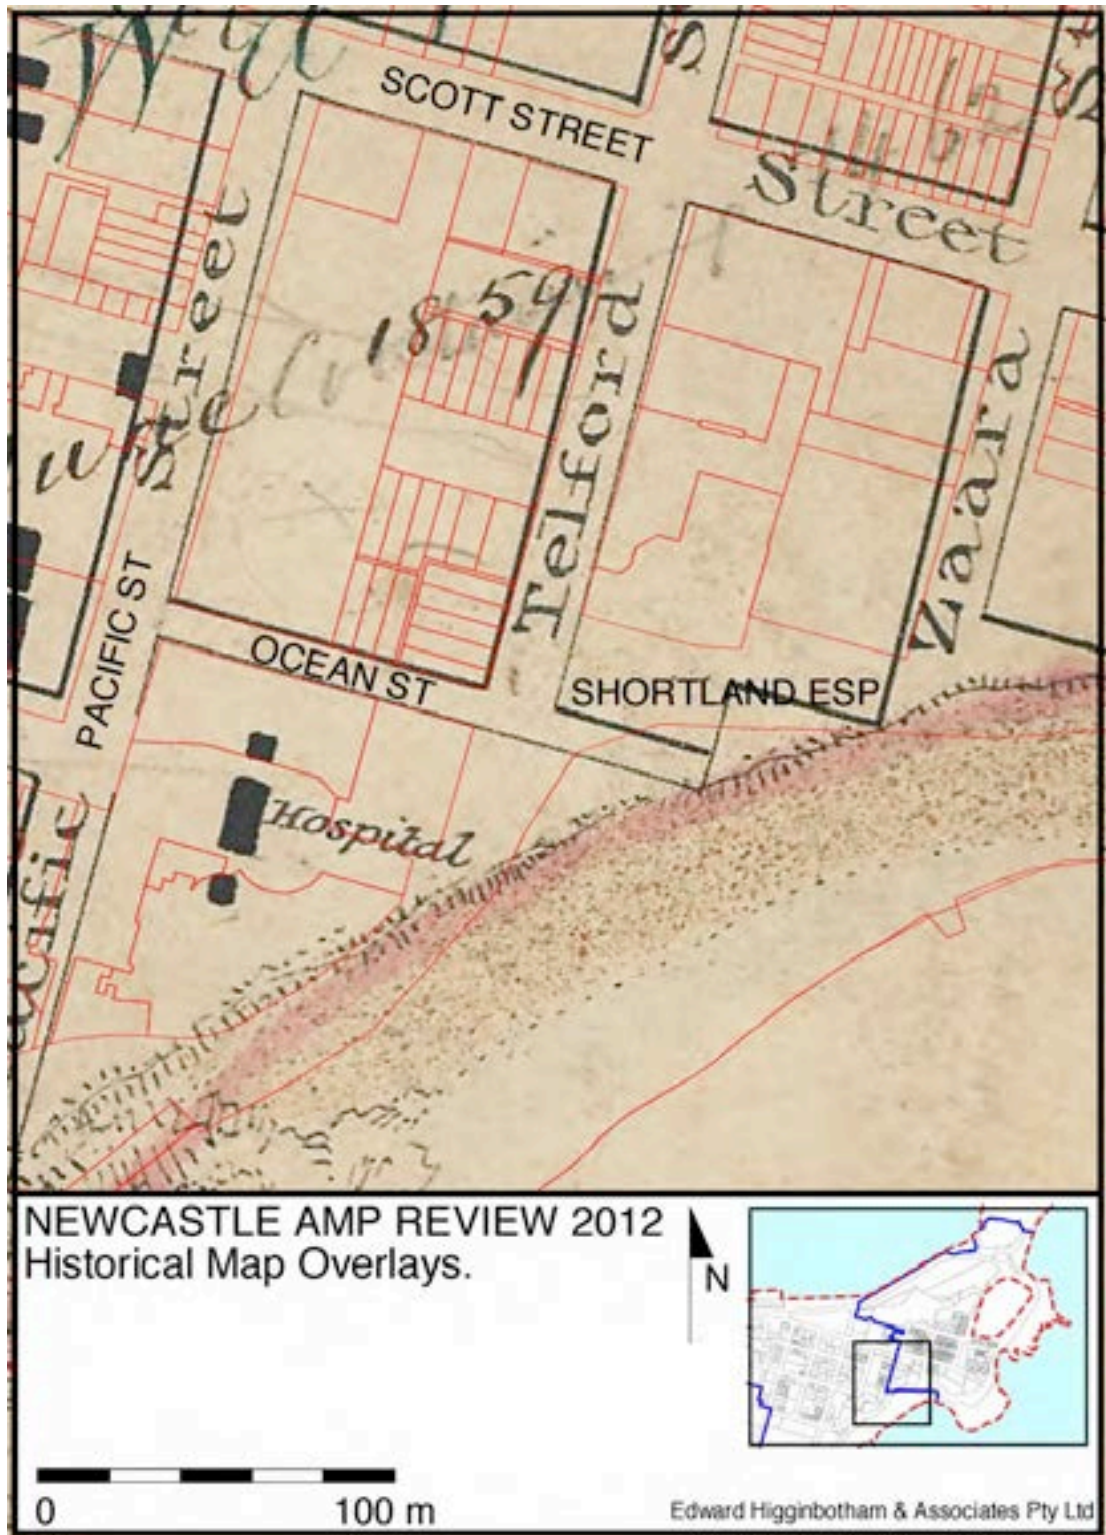 SCOTT STREET
Street
Street
1859
Telford
Zaara
PACIFIC ST
OCEAN ST
SHORTLAND ESP
Hospital
NEWCASTLE AMP REVIEW 2012
Historical Map Overlays.
N
0
100 m
Edward Higginbotham & Associates Pty Ltd